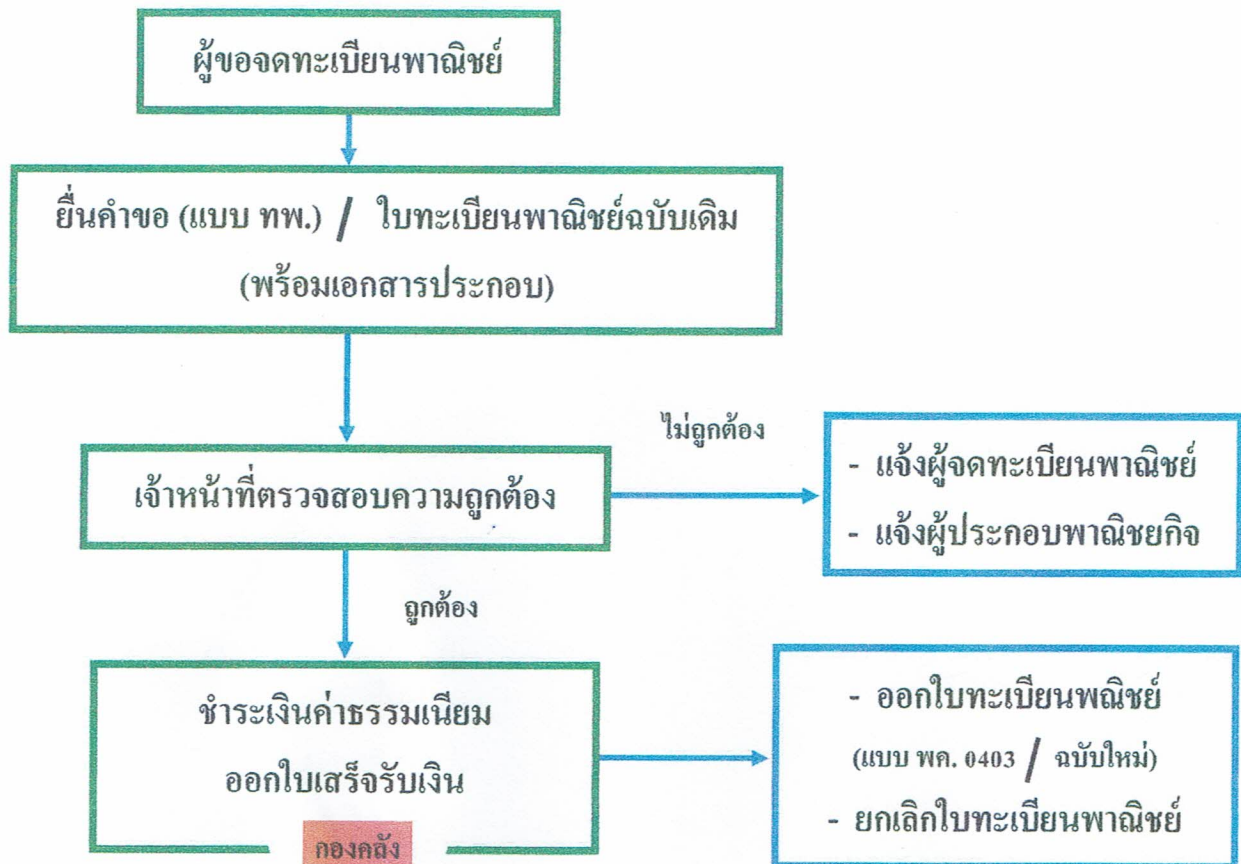 ผู้ขอจดทะเบียนพาณิชย์
ยื่นคำขอ (แบบ ทพ.) / ใบทะเบียนพาณิชย์ฉบับเดิม
(พร้อมเอกสารประกอบ)
ไม่ถูกต้อง
เจ้าหน้าที่ตรวจสอบความถูกต้อง
- แจ้งผู้จดทะเบียนพาณิชย์
- แจ้งผู้ประกอบพาณิชยกิจ
ถูกต้อง
ชำระเงินค่าธรรมเนียม
ออกใบเสร็จรับเงิน
กองคลัง
- ออกใบทะเบียนพณิชย์
(แบบ พค. 0403 / ฉบับใหม่)
- ยกเลิกใบทะเบียนพาณิชย์